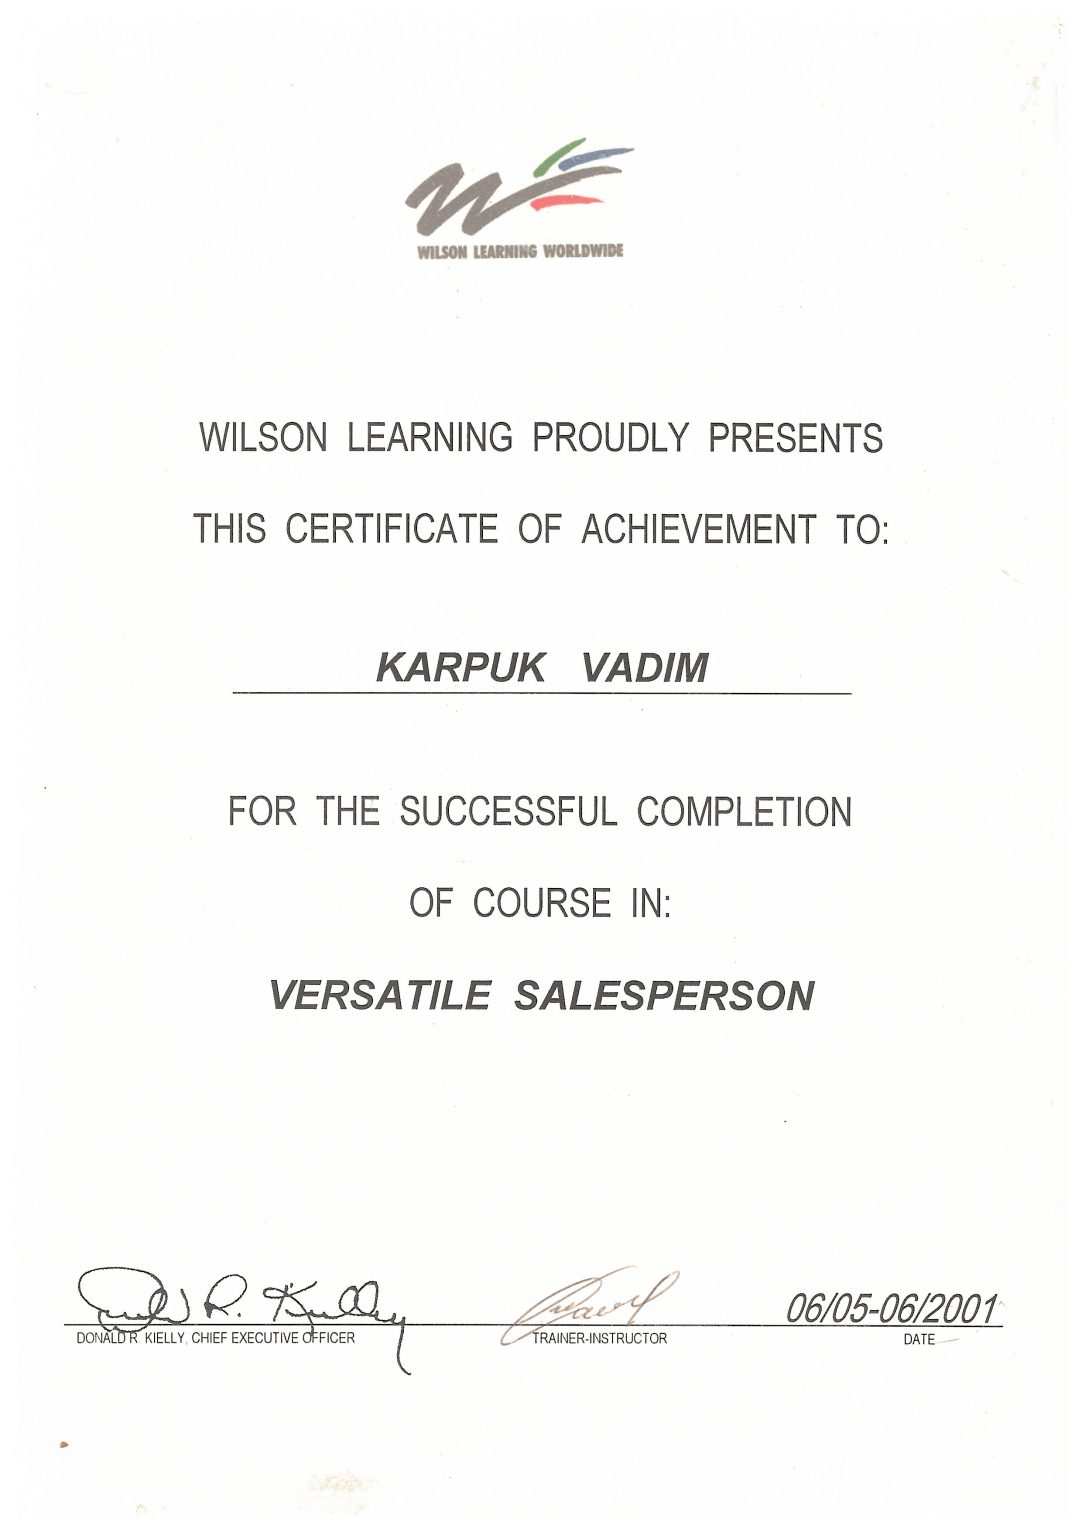 WILSON LEARNING WORLDWIDE
WILSON LEARNING PROUDLY PRESENTS
THIS CERTIFICATE OF ACHIEVEMENT TO:
KARPUK VADIM
FOR THE SUCCESSFUL COMPLETION
OF COURSE IN:
VERSATILE SALESPERSON
Donald R. Kielly
06/05-06/2001
DONALD R. KIELLY, CHIEF EXECUTIVE OFFICER
TRAINER-INSTRUCTOR
DATE